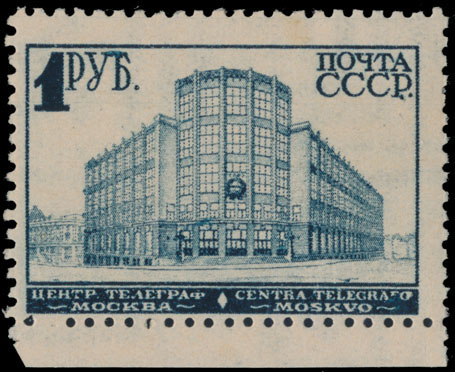 1 РУБ.
ПОЧТА
СССР.
ЦЕНТР. ТЕЛЕГРАФ ♦ CENTRA TELEGRAFO
~МОСКВА~ ~MOSKVO~